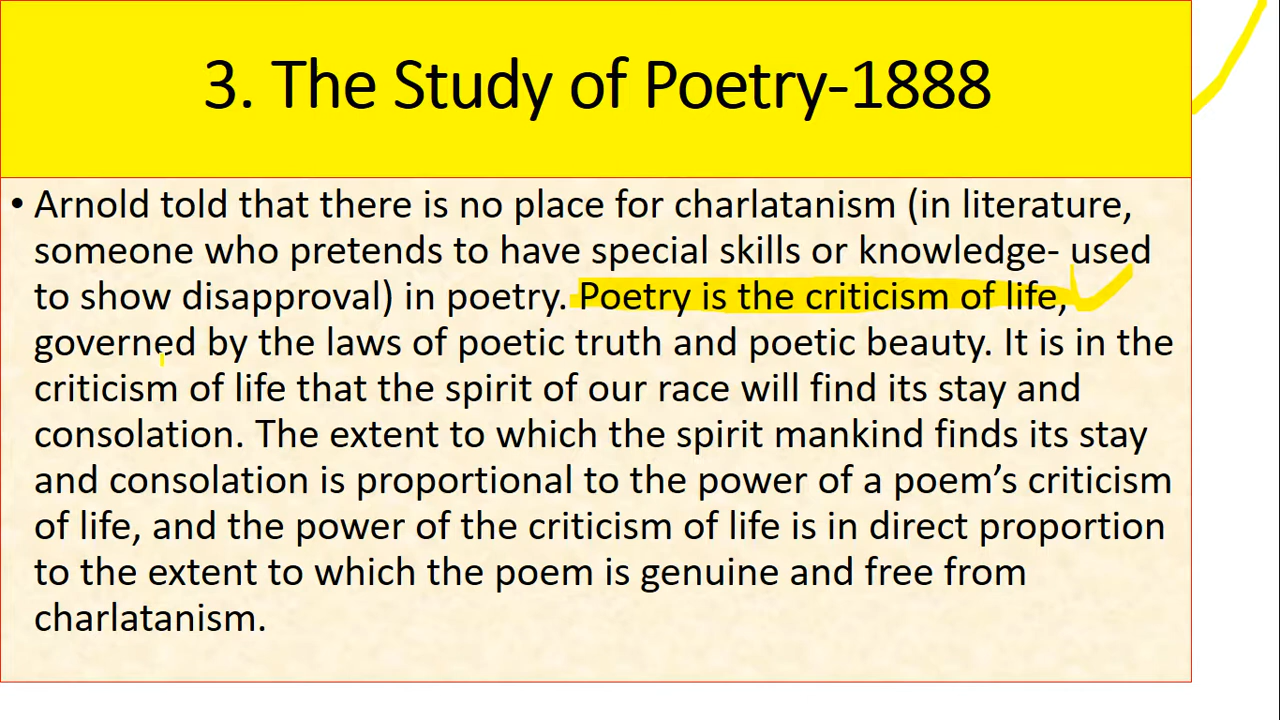 3. The Study of Poetry-1888
• Arnold told that there is no place for charlatanism (in literature,
someone who pretends to have special skills or knowledge- used
to show disapproval) in poetry. Poetry is the criticism of life,
governed by the laws of poetic truth and poetic beauty. It is in the
criticism of life that the spirit of our race will find its stay and
consolation. The extent to which the spirit mankind finds its stay
and consolation is proportional to the power of a poem’s criticism
of life, and the power of the criticism of life is in direct proportion
to the extent to which the poem is genuine and free from
charlatanism.